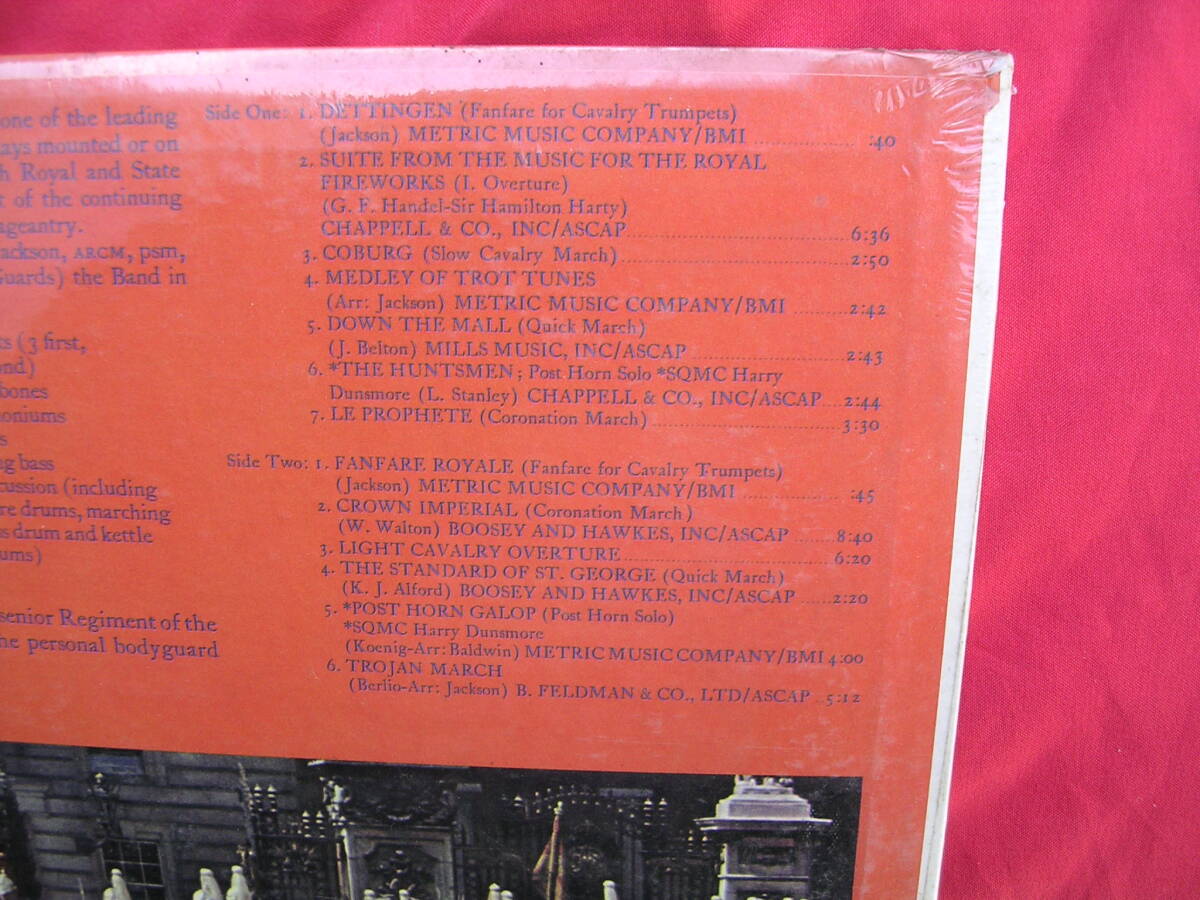 one of the leading
ays mounted or on
h Royal and State
t of the continuing
ageantry.
ackson, ARCM, psm,
Guards) the Band in
ts (3 first,
ond.)
bones
oniums
s
ng bass
cussion (including
re drums, marching
s drum and kettle
ums)
senior Regiment of the
he personal bodyguard
Side One: 1. DETTINGEN (Fanfare for Cavalry Trumpets)
(Jackson) METRIC MUSIC COMPANY/BMI :40
2. SUITE FROM THE MUSIC FOR THE ROYAL
FIREWORKS (I. Overture)
(G. F. Handel-Sir Hamilton Harty)
CHAPPELL & CO., INC/ASCAP 6:36
3. COBURG (Slow Cavalry March) 2:50
4. MEDLEY OF TROT TUNES
(Arr: Jackson) METRIC MUSIC COMPANY/BMI 2:42
5. DOWN THE MALL (Quick March)
(J. Belton) MILLS MUSIC, INC/ASCAP 2:43
6. *THE HUNTSMEN; Post Horn Solo *SQMC Harry
Dunsmore (L. Stanley) CHAPPELL & CO., INC/ASCAP 2:44
7. LE PROPHETE (Coronation March) 3:30
Side Two: 1. FANFARE ROYALE (Fanfare for Cavalry Trumpets)
(Jackson) METRIC MUSIC COMPANY/BMI :45
2. CROWN IMPERIAL (Coronation March)
(W. Walton) BOOSEY AND HAWKES, INC/ASCAP 8:40
3. LIGHT CAVALRY OVERTURE 6:20
4. THE STANDARD OF ST. GEORGE (Quick March)
(K. J. Alford) BOOSEY AND HAWKES, INC/ASCAP 2:20
5. *POST HORN GALOP (Post Horn Solo)
*SQMC Harry Dunsmore
(Koenig-Arr: Baldwin) METRIC MUSIC COMPANY/BMI 4:00
6. TROJAN MARCH
(Berlio-Arr: Jackson) B. FELDMAN & CO., LTD/ASCAP 5:12